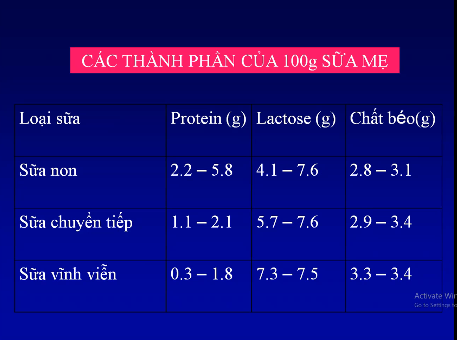 CÁC THÀNH PHẦN CỦA 100g SỮA MẸ
Loại sữa Protein (g) Lactose (g) Chất béo(g)
Sữa non 2.2 – 5.8 4.1 – 7.6 2.8 – 3.1
Sữa chuyển tiếp 1.1 – 2.1 5.7 – 7.6 2.9 – 3.4
Sữa vĩnh viễn 0.3 – 1.8 7.3 – 7.5 3.3 – 3.4
Activate Win
Go to Settings to